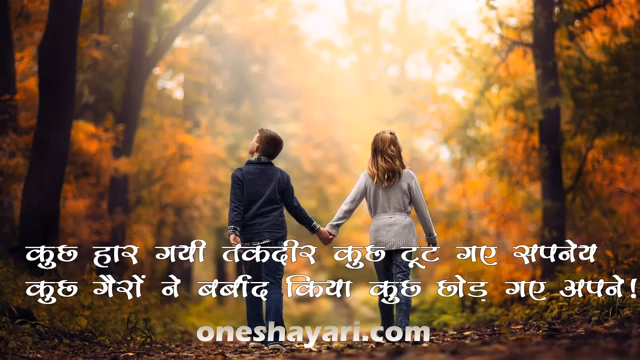 कुछ हार गयी तकदीर कुछ टूट गए सपनेय
कुछ गैरों ने बर्बाद किया कुछ छोड़ गए अपने!
oneshayari.com